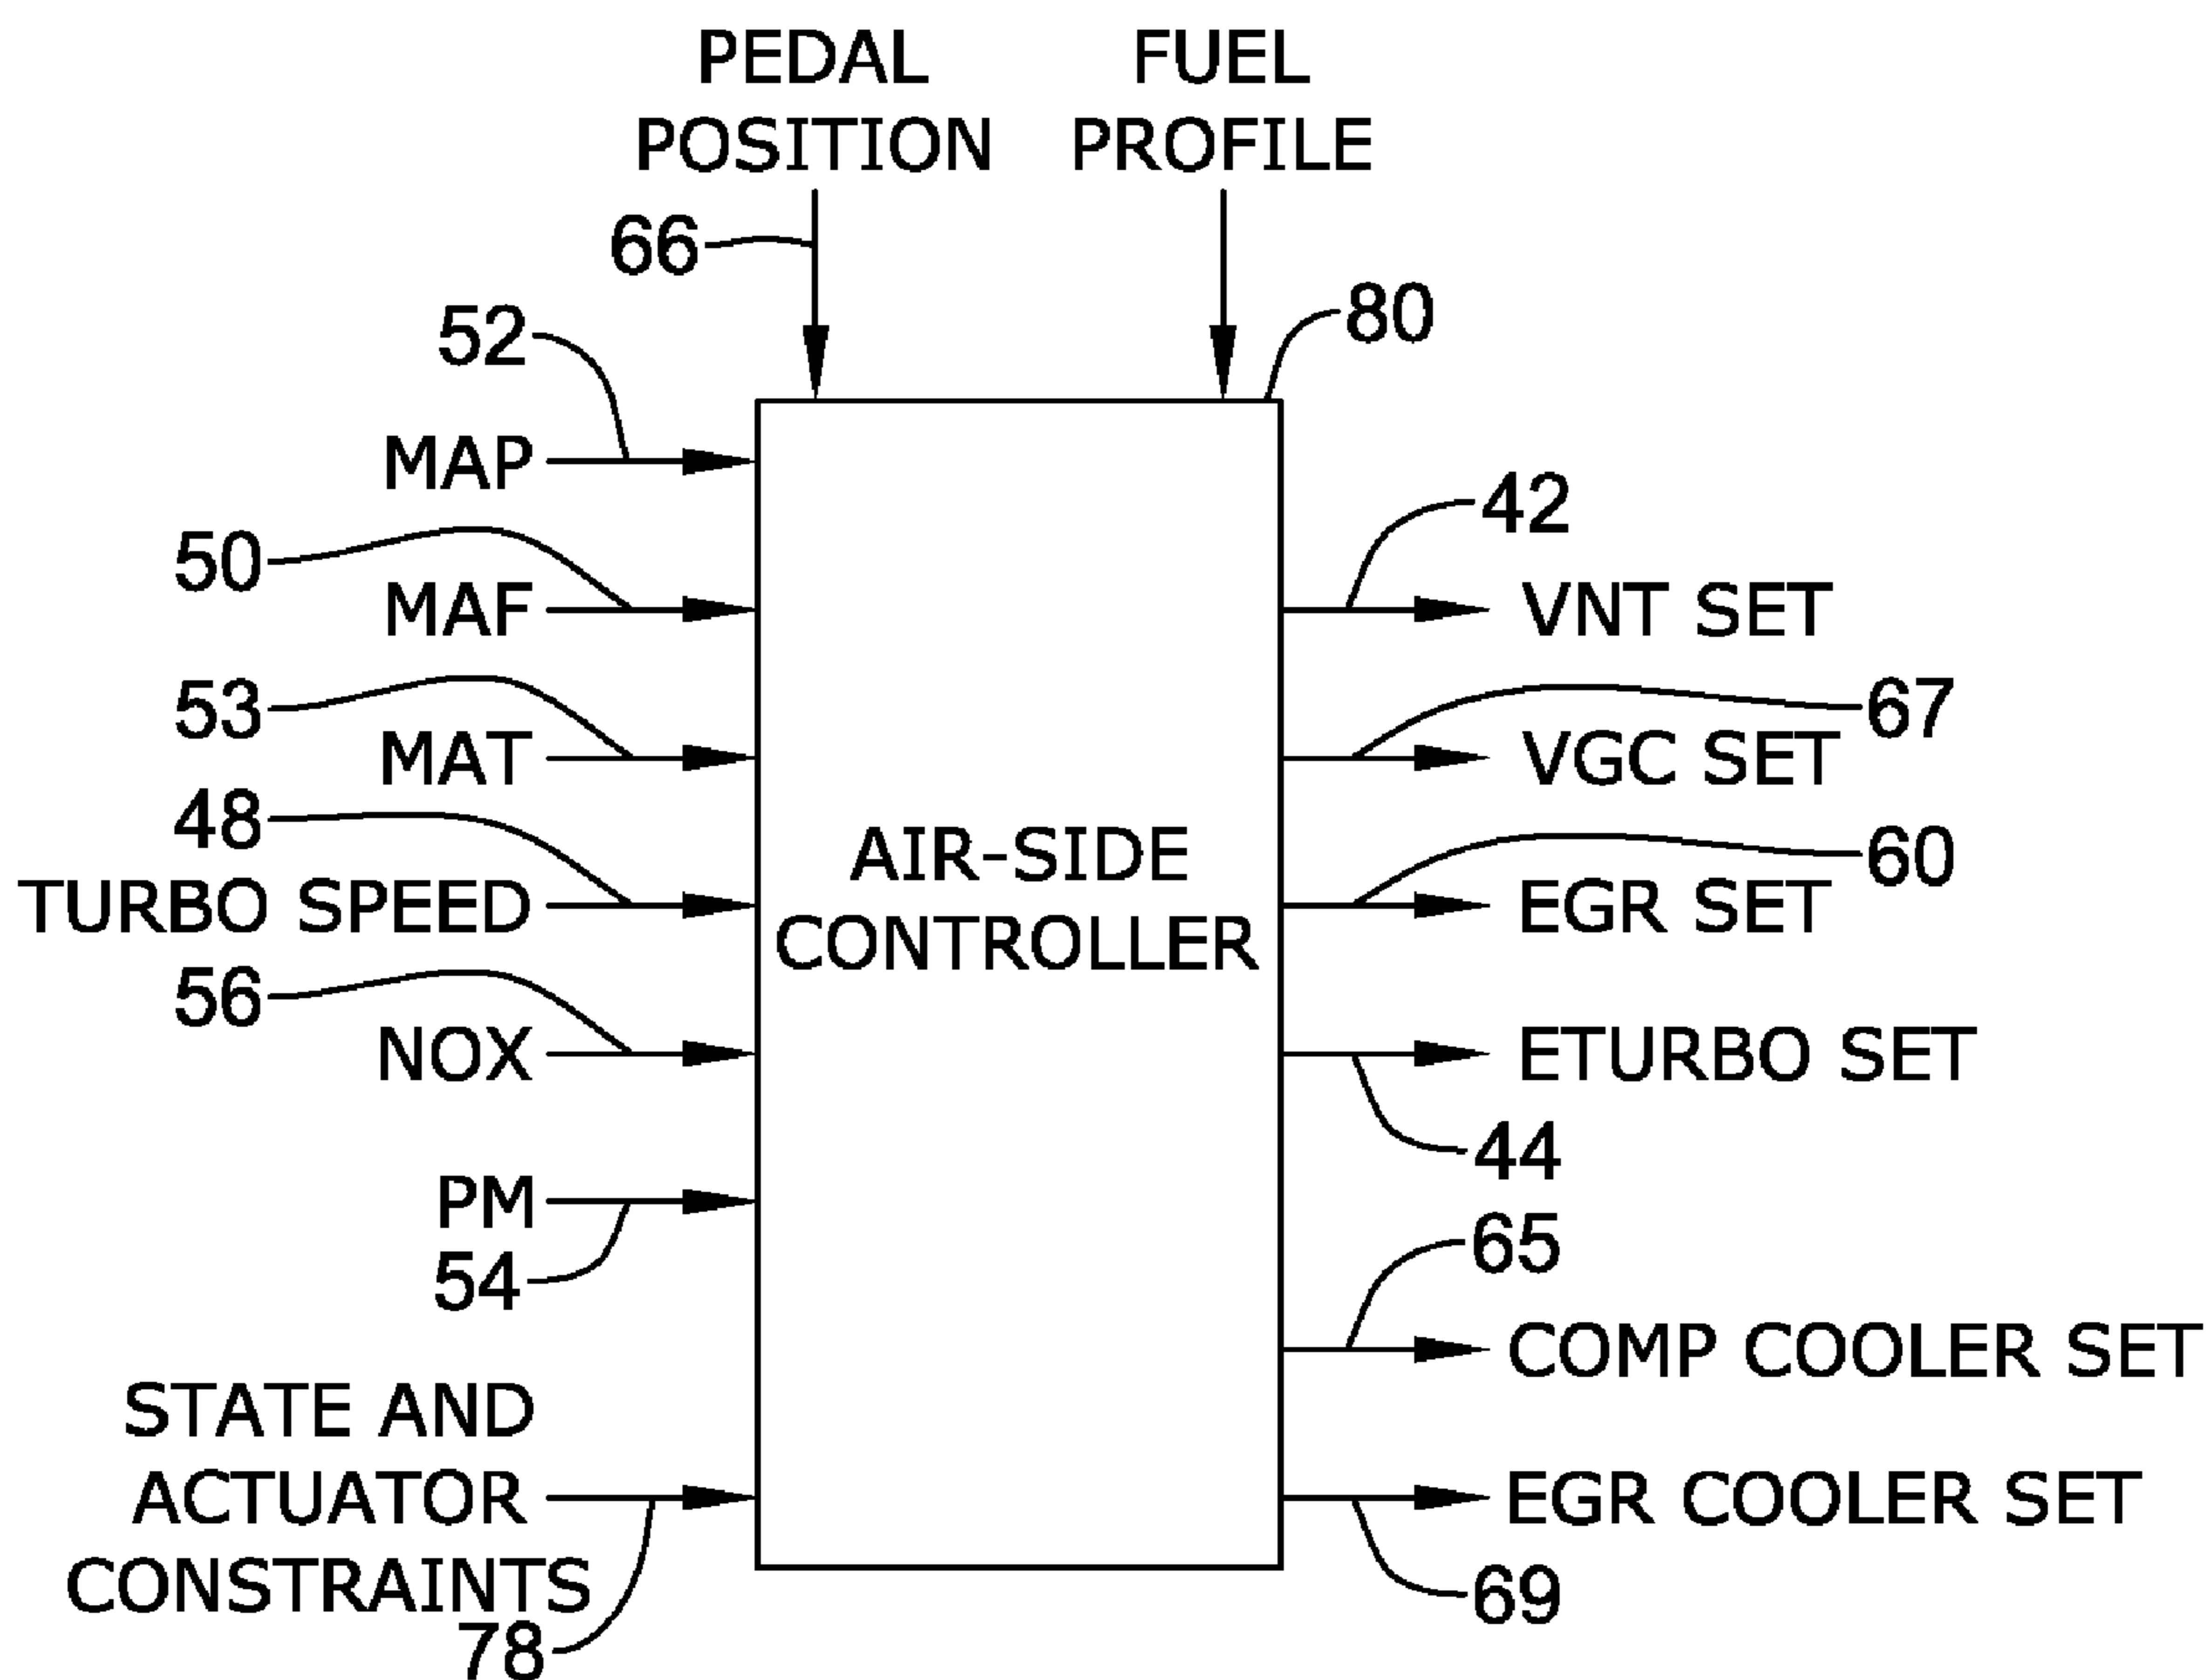 PEDAL
POSITION
FUEL
PROFILE
66
80
52
MAP
50
MAF
53
MAT
48
TURBO SPEED
56
NOX
PM
54
STATE AND
ACTUATOR
CONSTRAINTS
78
AIR-SIDE
CONTROLLER
42
VNT SET
67
VGC SET
60
EGR SET
ETURBO SET
44
65
COMP COOLER SET
EGR COOLER SET
69